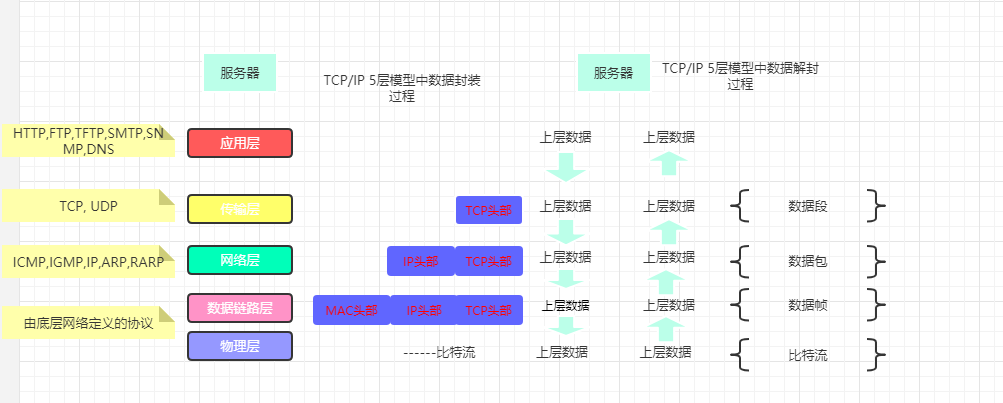 服务器
TCP/IP 5层模型中数据封装
过程
服务器
TCP/IP 5层模型中数据解封
过程
HTTP,FTP,TFTP,SMTP,SN
MP,DNS
应用层
上层数据
上层数据
TCP, UDP
传输层
TCP头部
上层数据
上层数据
数据段
ICMP,IGMP,IP,ARP,RARP
网络层
IP头部
TCP头部
上层数据
上层数据
数据包
由底层网络定义的协议
数据链路层
MAC头部
IP头部
TCP头部
上层数据
上层数据
数据帧
物理层
------比特流
上层数据
上层数据
比特流